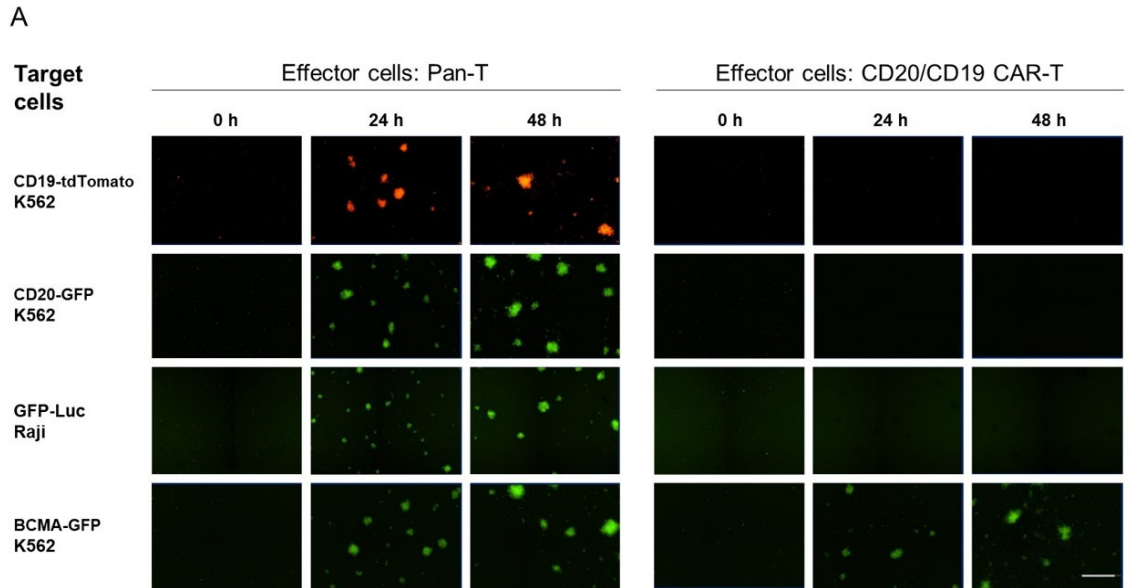 A
Target
cells
Effector cells: Pan-T
Effector cells: CD20/CD19 CAR-T
0 h
24 h
48 h
0 h
24 h
48 h
CD19-tdTomato
K562
CD20-GFP
K562
GFP-Luc
Raji
BCMA-GFP
K562